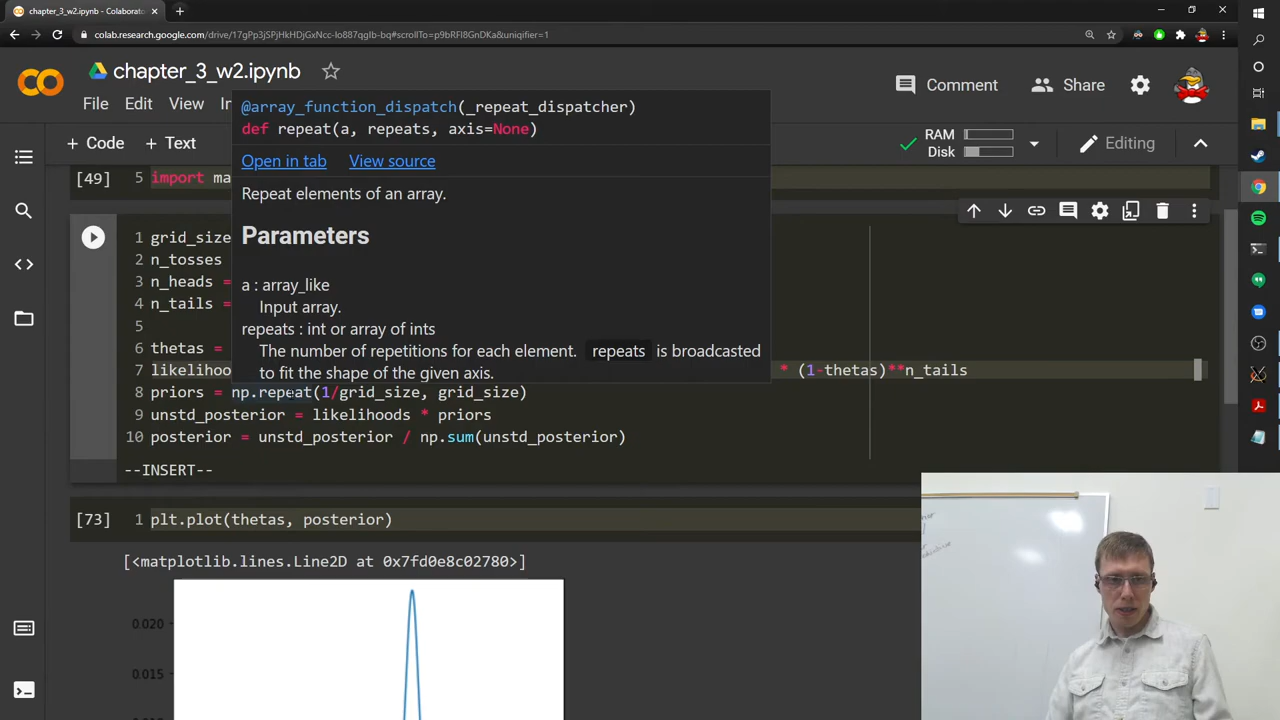 chapter_3_w2.ipynb - Colaborato
colab.research.google.com/drive/17gPp3jSPjHkHDjGxNcc-lo887qgIb-bq#scrollTo=p9bRFI8GnDKa&uniqifier=1
chapter_3_w2.ipynb
Comment
Share
File Edit View In
+ Code + Text
RAM
Disk
Editing
@array_function_dispatch(_repeat_dispatcher)
def repeat(a, repeats, axis=None)
Open in tab View source
Repeat elements of an array.
Parameters
a : array_like
Input array.
repeats : int or array of ints
The number of repetitions for each element. repeats is broadcasted
to fit the shape of the given axis.
[49] 5 import ma
1 grid_size
2 n_tosses
3 n_heads =
4 n_tails =
5
6 thetas =
7 likelihoo * (1-thetas)**n_tails
8 priors = np.repeat(1/grid_size, grid_size)
9 unstd_posterior = likelihoods * priors
10 posterior = unstd_posterior / np.sum(unstd_posterior)
--INSERT--
[73] 1 plt.plot(thetas, posterior)
[<matplotlib.lines.Line2D at 0x7fd0e8c02780>]
0.020
0.015